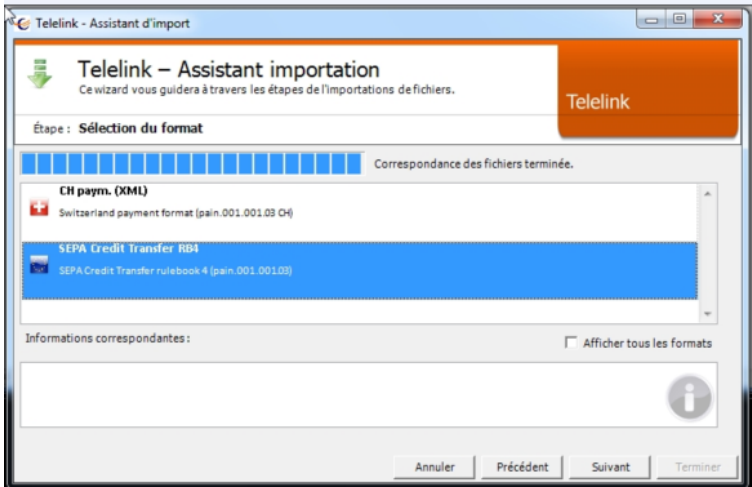 Telelink - Assistant d'import
Telelink – Assistant importation
Ce wizard vous guidera à travers les étapes de l'importations de fichiers.
Telelink
Étape : Sélection du format
Correspondance des fichiers terminée.
CH paym. (XML)
Switzerland payment format (pain.001.001.03 CH)
SEPA Credit Transfer RB4
SEPA Credit Transfer rulebook 4 (pain.001.001.03)
Informations correspondantes :
Afficher tous les formats
Annuler
Précédent
Suivant
Terminer